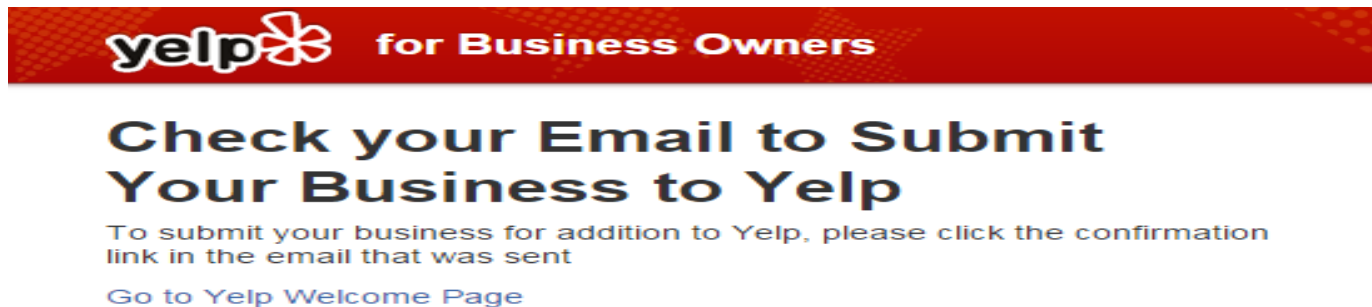 yelp for Business Owners
Check your Email to Submit
Your Business to Yelp
To submit your business for addition to Yelp, please click the confirmation
link in the email that was sent
Go to Yelp Welcome Page